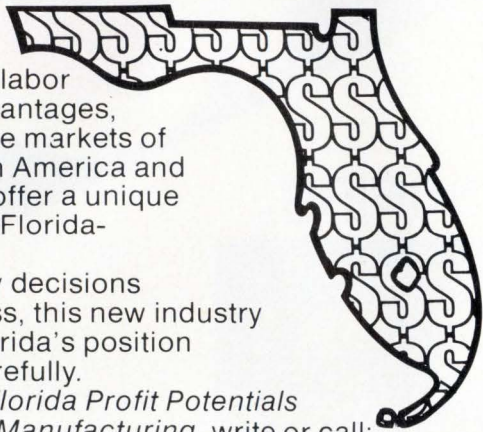 labor
antages,
e markets of
n America and
offer a unique
Florida-
y decisions
ss, this new industry
rida's position
refully.
Florida Profit Potentials
Manufacturing, write or call: